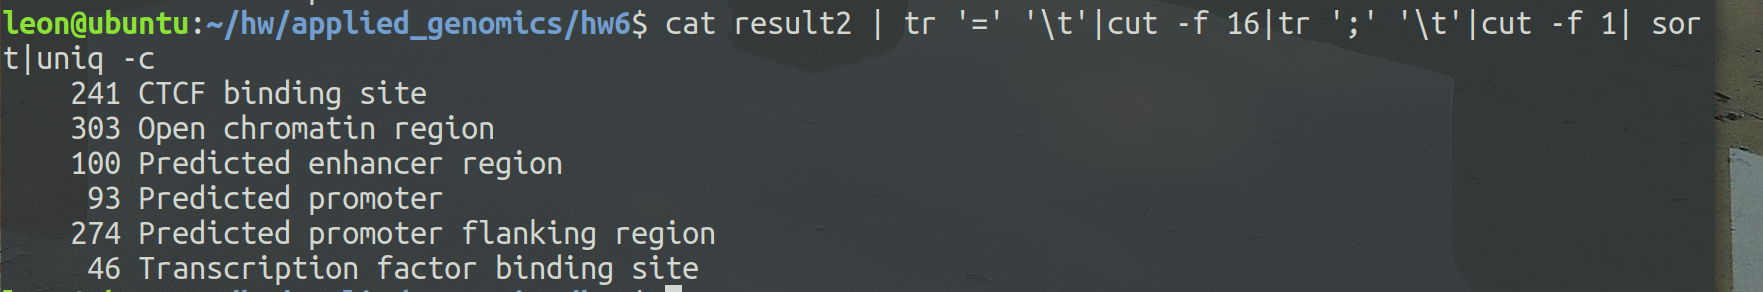 leon@ubuntu:~/hw/applied_genomics/hw6$ cat result2 | tr '=' '\t'|cut -f 16|tr ';' '\t'|cut -f 1| sor
t|uniq -c
241 CTCF binding site
303 Open chromatin region
100 Predicted enhancer region
93 Predicted promoter
274 Predicted promoter flanking region
46 Transcription factor binding site